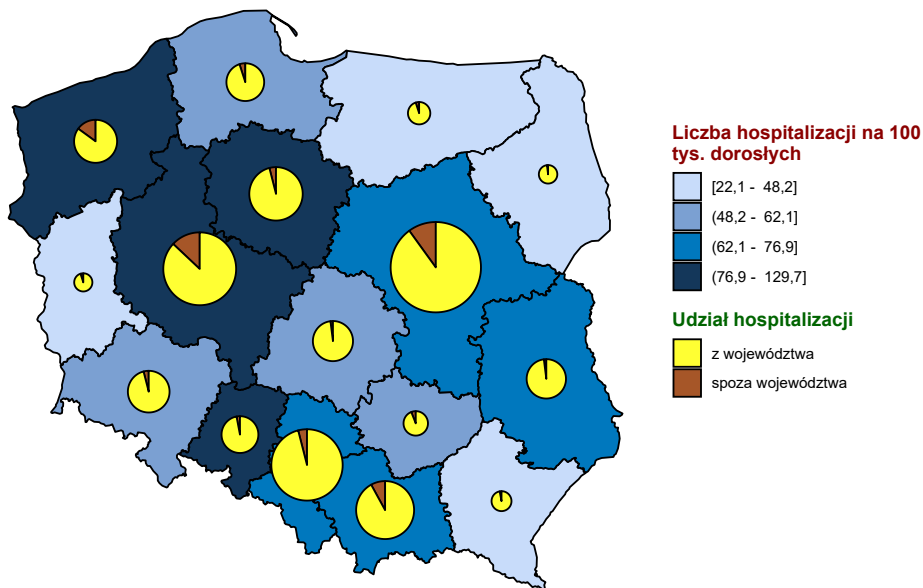 Liczba hospitalizacji na 100
tys. dorosłych
[22,1 - 48,2]
(48,2 - 62,1]
(62,1 - 76,9]
(76,9 - 129,7]
Udział hospitalizacji
z województwa
spoza województwa